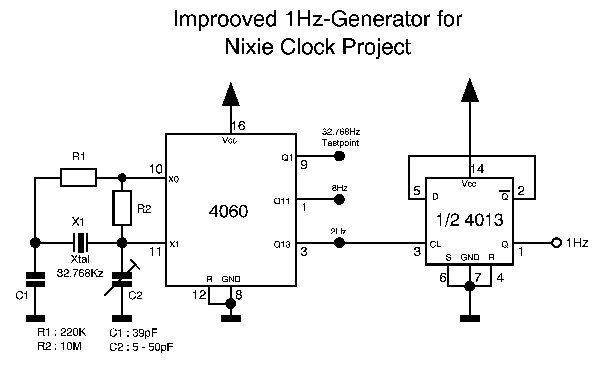 Improoved 1Hz-Generator for
Nixie Clock Project
16
Vcc
32.768Hz
Testpoint
14
Vcc
R1
10
X0
Q1
9
5
D
Q
2
R2
4060
Q11
1
8Hz
1/2 4013
X1
11
X1
Q13
3
2Hz
3
CL
Q
1
1Hz
Xtal
32.768Kz
R
GND
S
GND
R
C1
C2
12
8
6
7
4
R1 : 220K
R2 : 10M
C1 : 39pF
C2 : 5 - 50pF